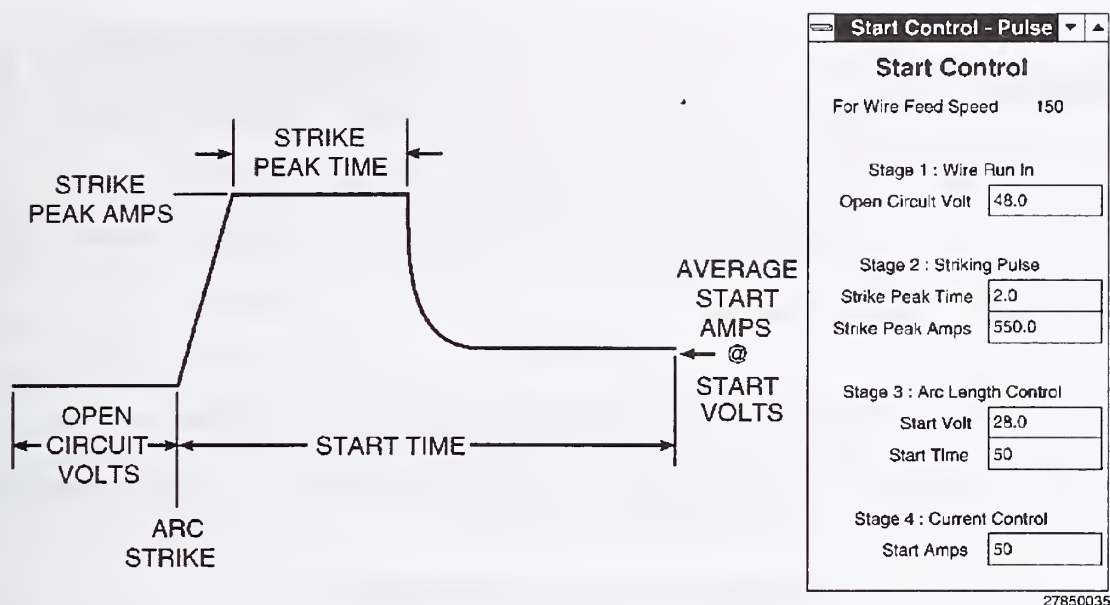 STRIKE
PEAK TIME
STRIKE
PEAK AMPS
AVERAGE
START
AMPS
@
START
VOLTS
OPEN
CIRCUIT
VOLTS
START TIME
ARC
STRIKE
Start Control - Pulse
Start Control
For Wire Feed Speed 150
Stage 1 : Wire Run In
Open Circuit Volt 48.0
Stage 2 : Striking Pulse
Strike Peak Time 2.0
Strike Peak Amps 550.0
Stage 3 : Arc Length Control
Start Volt 28.0
Start Time 50
Stage 4 : Current Control
Start Amps 50
27850035